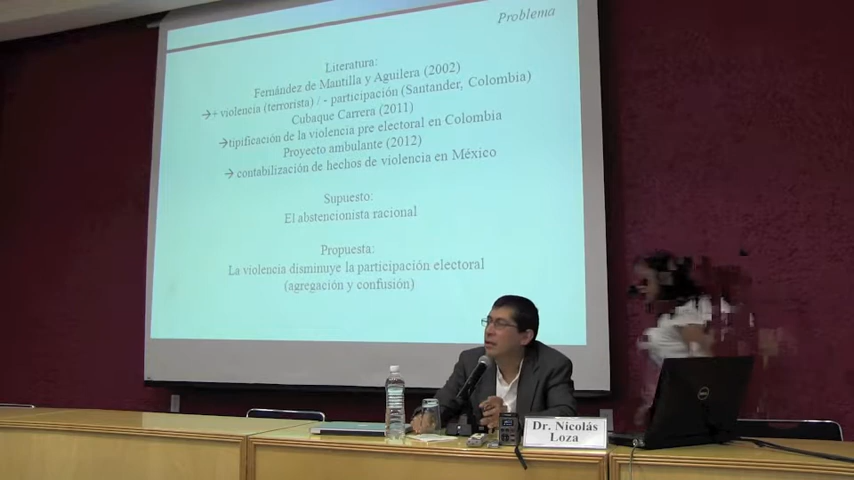 Problema
Literatura:
Fernández de Mantilla y Aguilera (2002)
→+ violencia (terrorista) / - participación (Santander, Colombia)
Cubaque Carrera (2011)
→tipificación de la violencia pre electoral en Colombia
Proyecto ambulante (2012)
→ contabilización de hechos de violencia en México
Supuesto:
El abstencionista racional
Propuesta:
La violencia disminuye la participación electoral
(agregación y confusión)
Dr. Nicolás
Loza
DELL